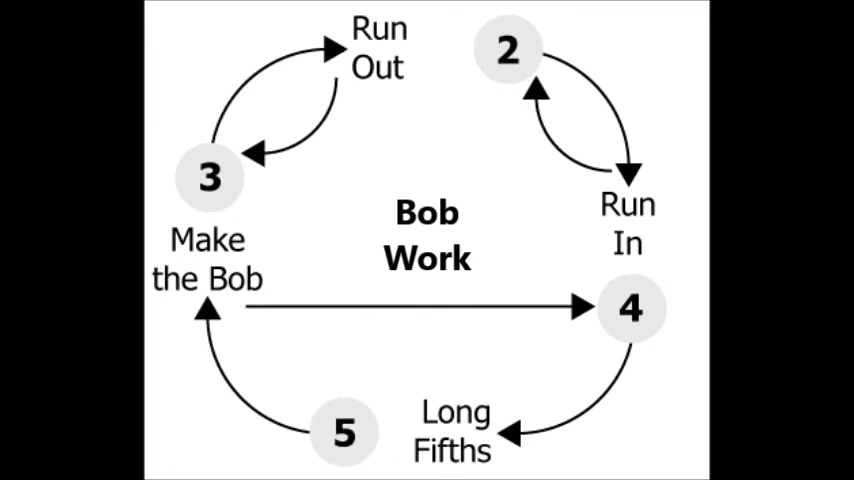 Run
Out
2
3
Run
In
Bob
Work
Make
the Bob
4
Long
Fifths
5